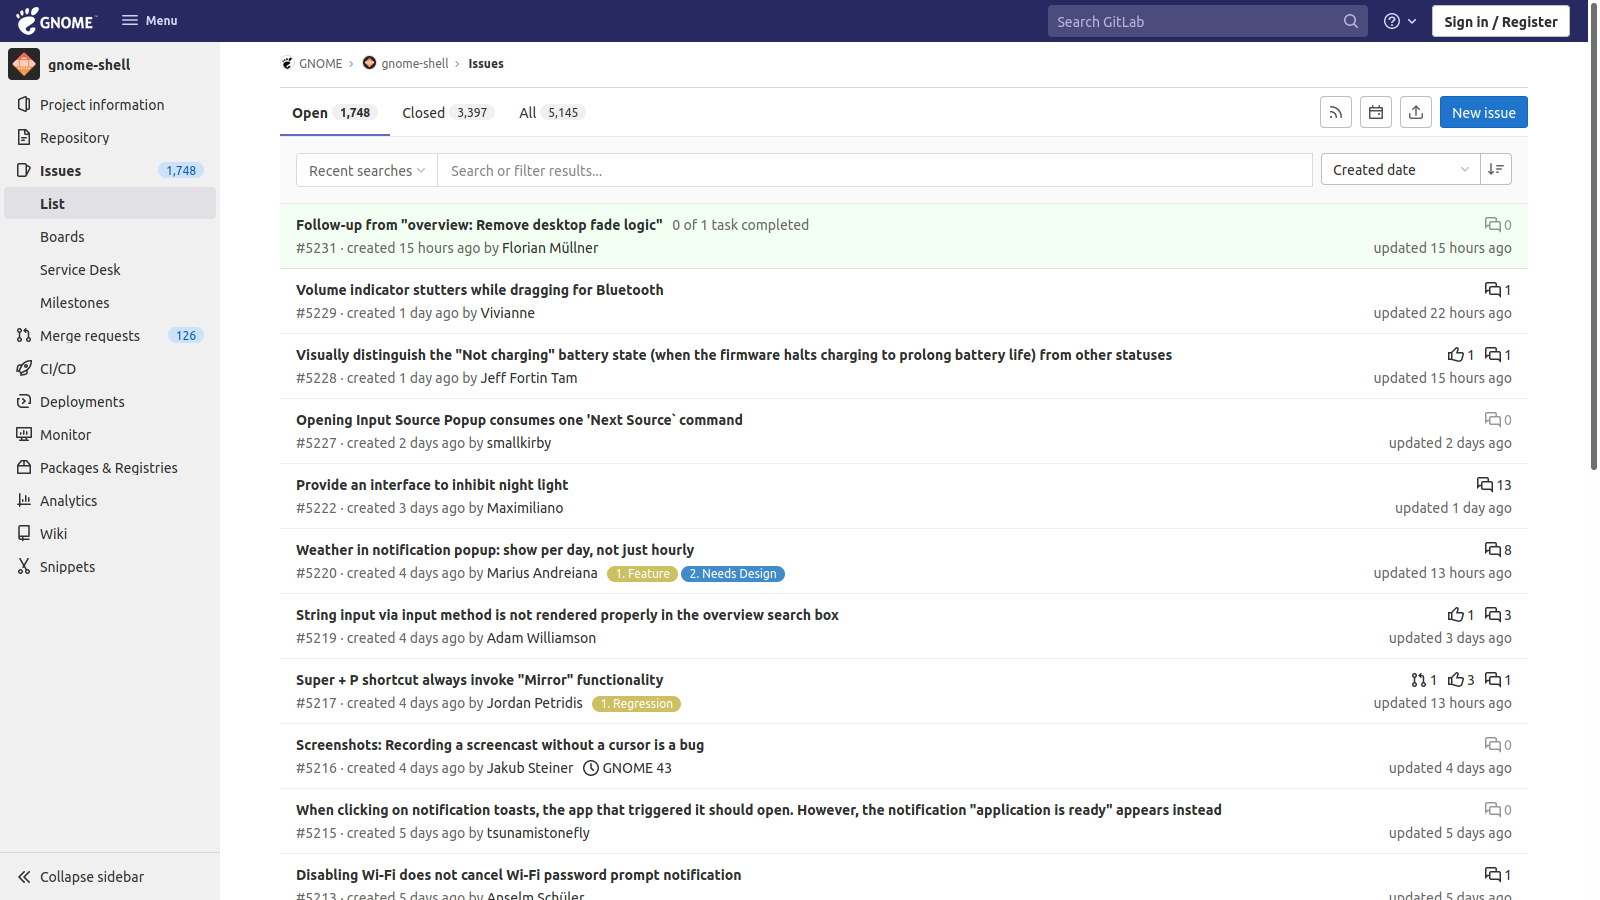 GNOME
Menu
Search GitLab
Sign in / Register
gnome-shell
Project information
Repository
Issues 1,748
List
Boards
Service Desk
Milestones
Merge requests 126
CI/CD
Deployments
Monitor
Packages & Registries
Analytics
Wiki
Snippets
Collapse sidebar
GNOME › gnome-shell › Issues
Open 1,748 Closed 3,397 All 5,145
New issue
Recent searches Search or filter results... Created date
Follow-up from "overview: Remove desktop fade logic" 0 of 1 task completed 0
#5231 · created 15 hours ago by Florian Müllner updated 15 hours ago
Volume indicator stutters while dragging for Bluetooth 1
#5229 · created 1 day ago by Vivianne updated 22 hours ago
Visually distinguish the "Not charging" battery state (when the firmware halts charging to prolong battery life) from other statuses 1 1
#5228 · created 1 day ago by Jeff Fortin Tam updated 15 hours ago
Opening Input Source Popup consumes one 'Next Source` command 0
#5227 · created 2 days ago by smallkirby updated 2 days ago
Provide an interface to inhibit night light 13
#5222 · created 3 days ago by Maximiliano updated 1 day ago
Weather in notification popup: show per day, not just hourly 8
#5220 · created 4 days ago by Marius Andreiana 1. Feature 2. Needs Design updated 13 hours ago
String input via input method is not rendered properly in the overview search box 1 3
#5219 · created 4 days ago by Adam Williamson updated 3 days ago
Super + P shortcut always invoke "Mirror" functionality 1 3 1
#5217 · created 4 days ago by Jordan Petridis 1. Regression updated 13 hours ago
Screenshots: Recording a screencast without a cursor is a bug 0
#5216 · created 4 days ago by Jakub Steiner GNOME 43 updated 4 days ago
When clicking on notification toasts, the app that triggered it should open. However, the notification "application is ready" appears instead 0
#5215 · created 5 days ago by tsunamistonefly updated 5 days ago
Disabling Wi-Fi does not cancel Wi-Fi password prompt notification 1
#5213 · created 5 days ago by Anselm Schüler updated 5 days ago